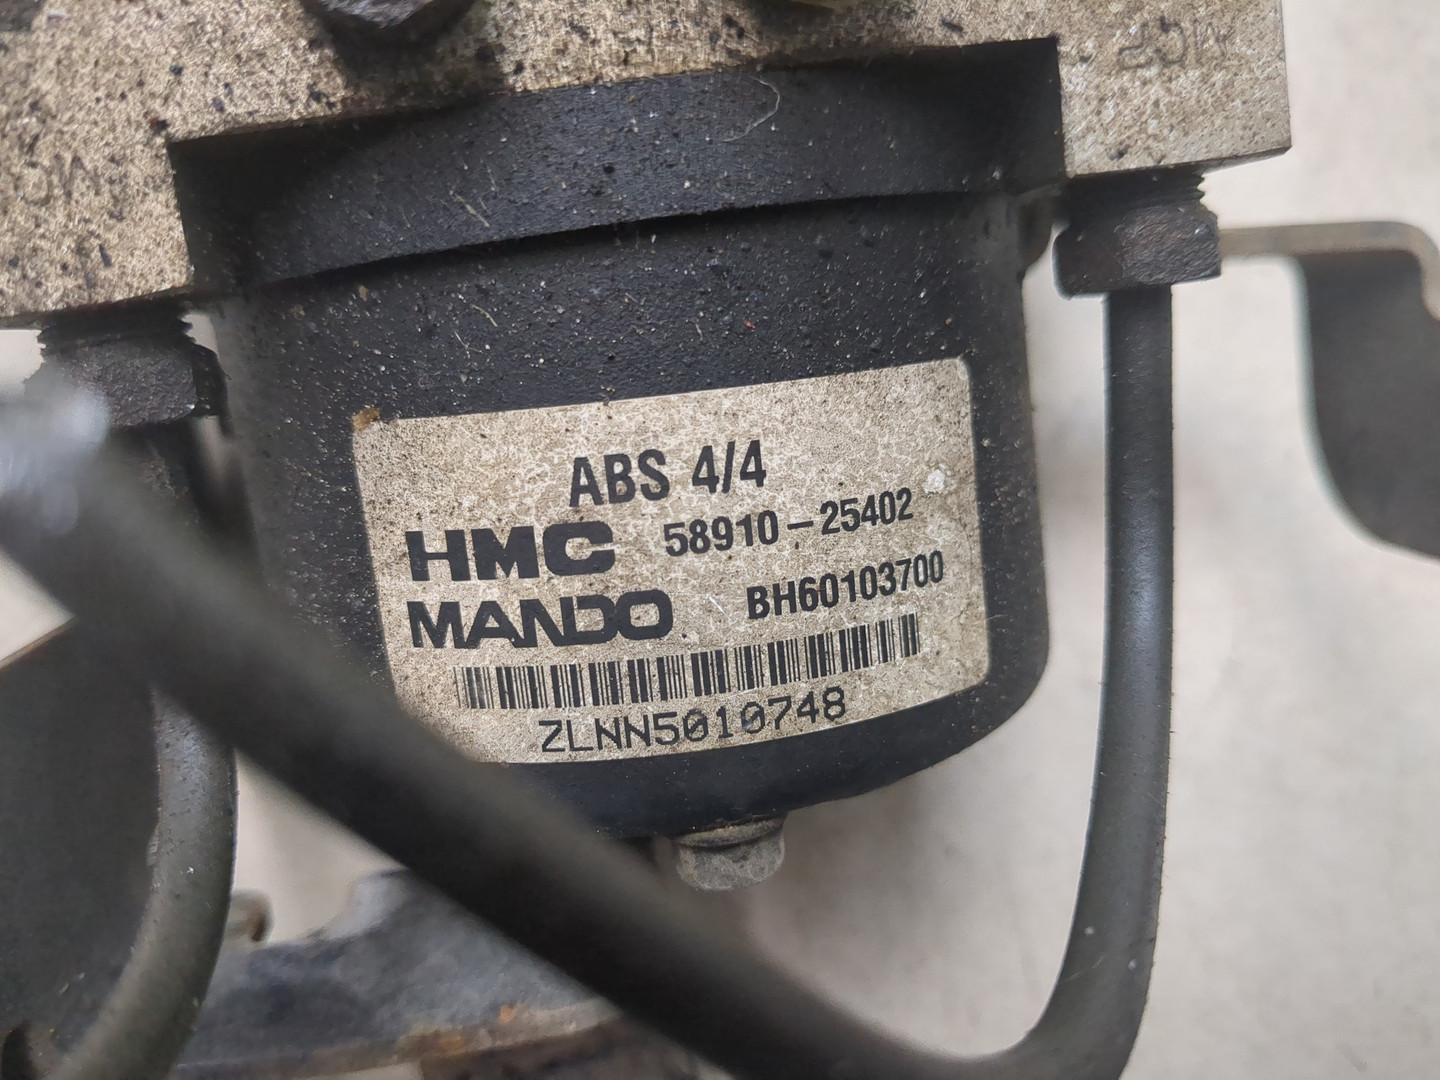 ABS 4/4
HMC 58910-25402
MANDO BH60103700
ZLNN5010748